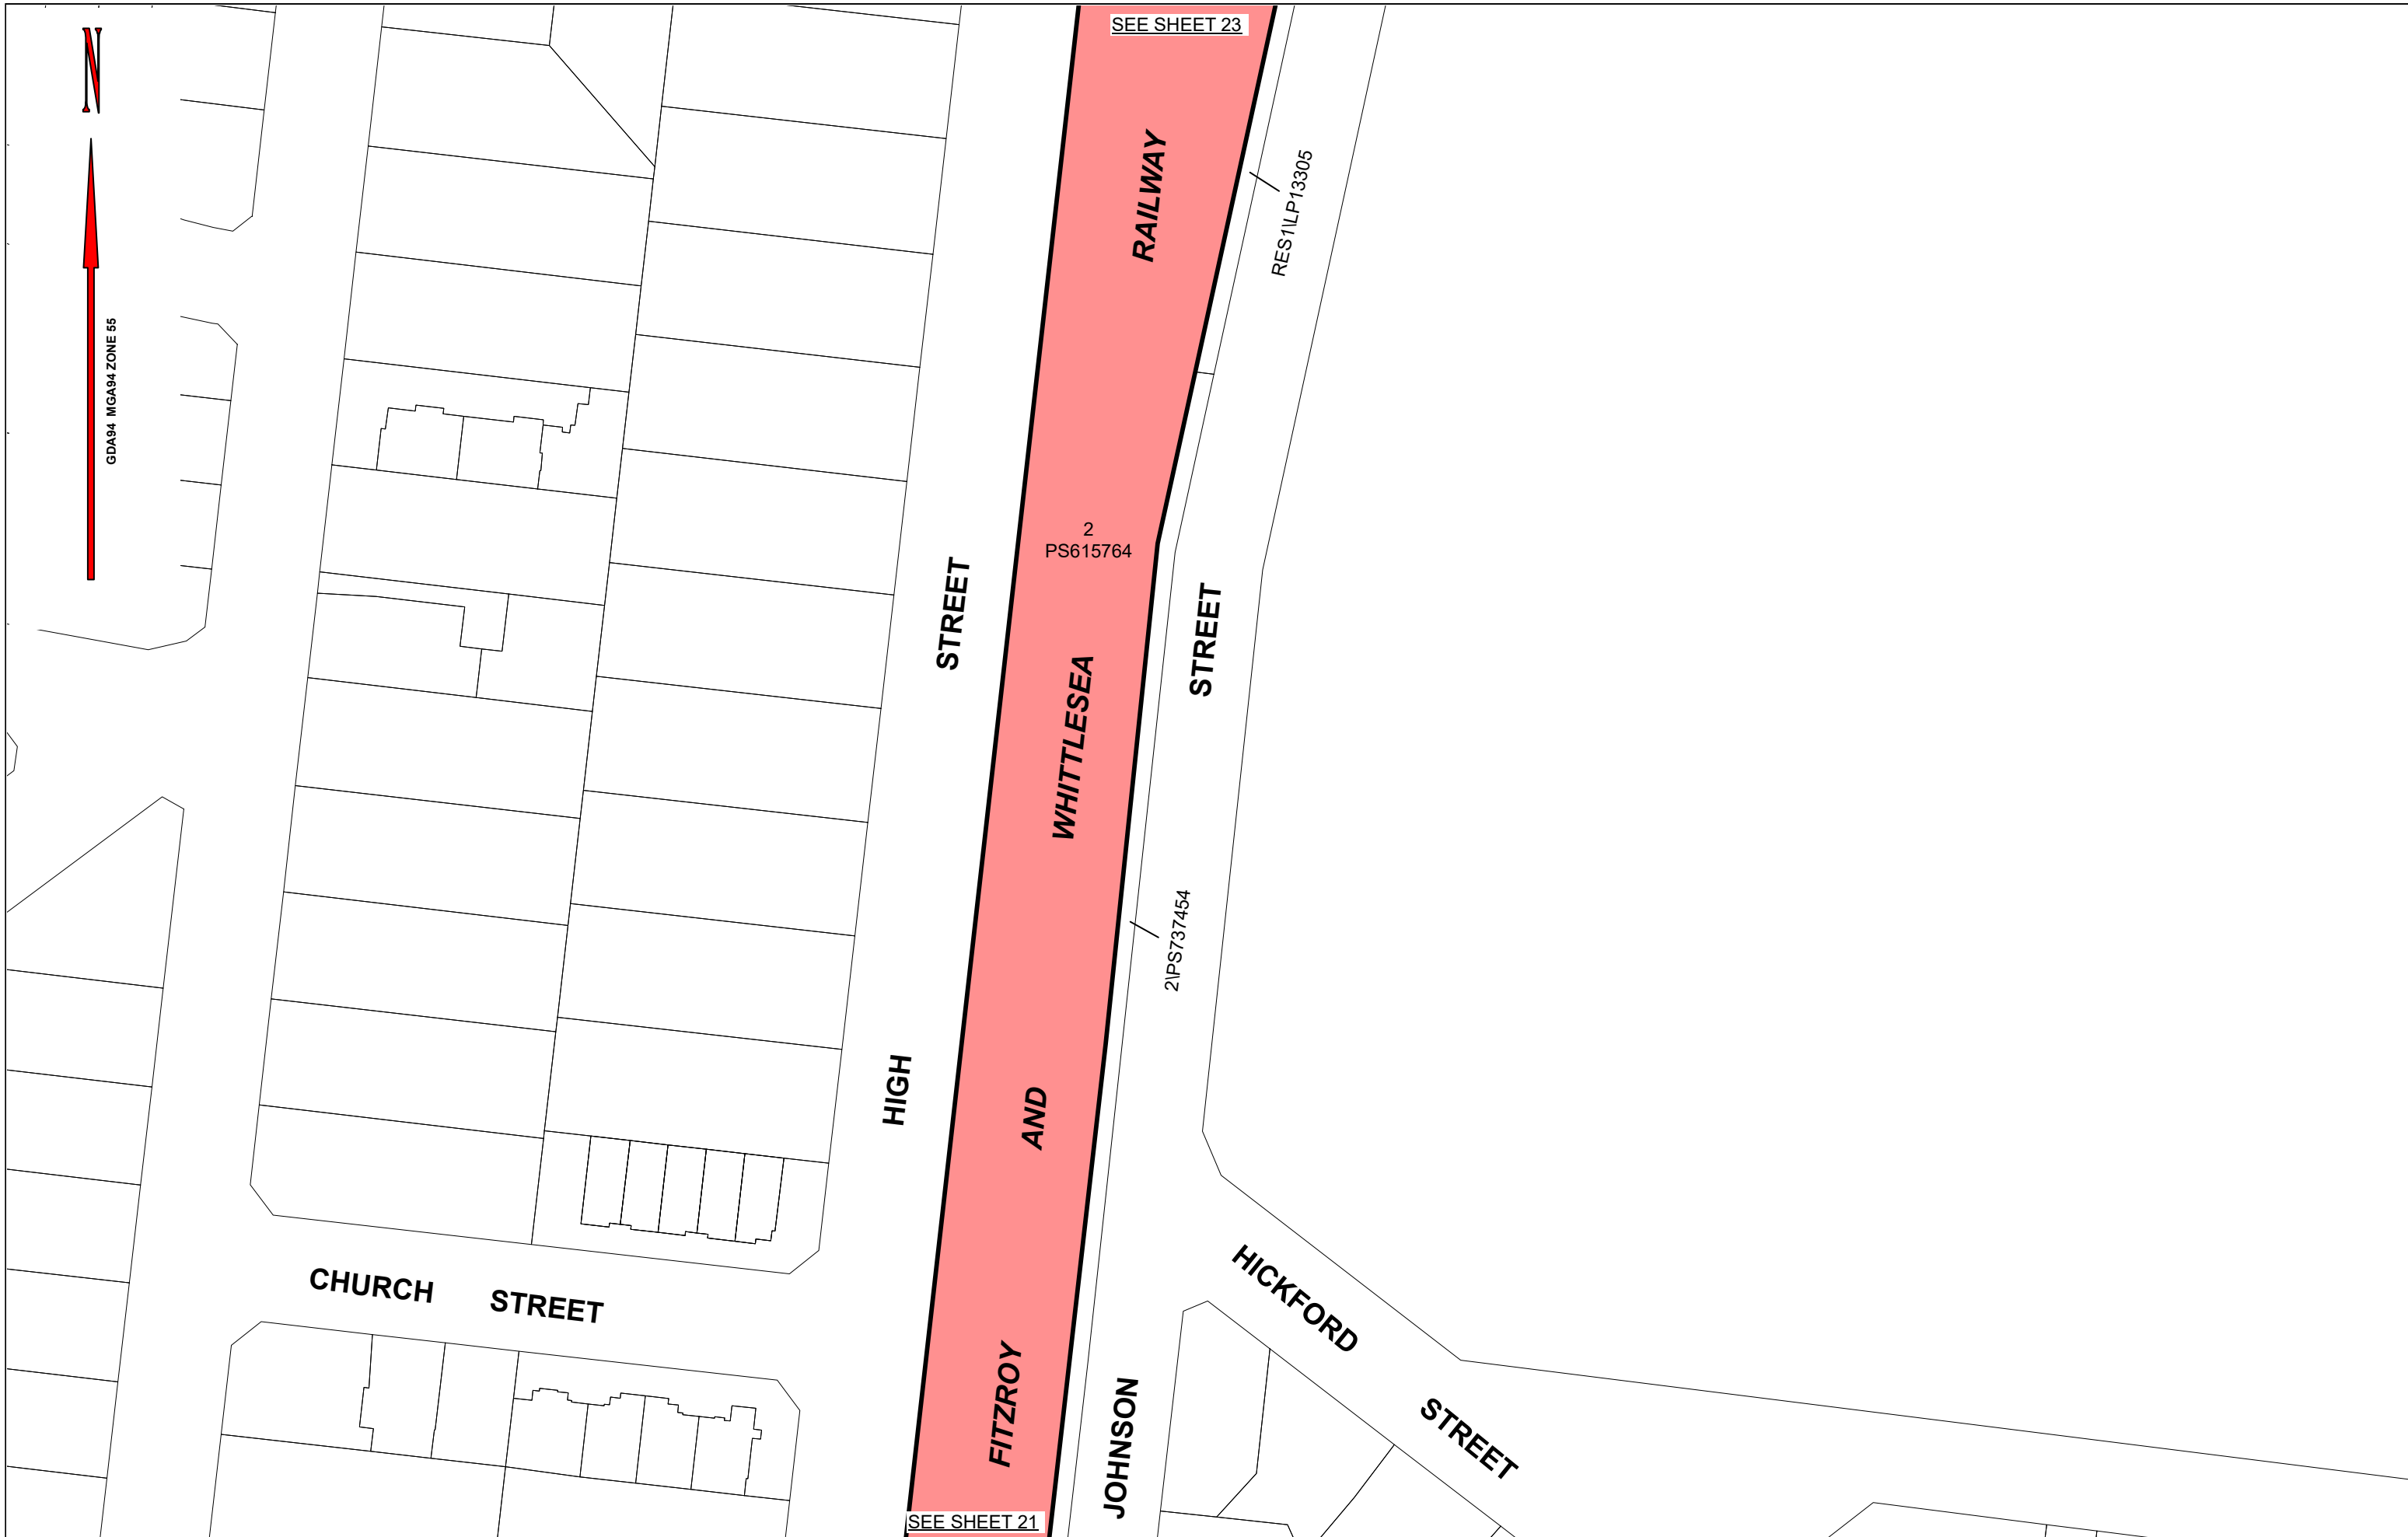 SEE SHEET 23
N
GDA94 MGA94 ZONE 55
RAILWAY
RES1\LP13305
2
PS615764
STREET
STREET
WHITTLESEA
2\PS737454
HIGH
AND
CHURCH STREET
HICKFORD
STREET
FITZROY
JOHNSON
SEE SHEET 21